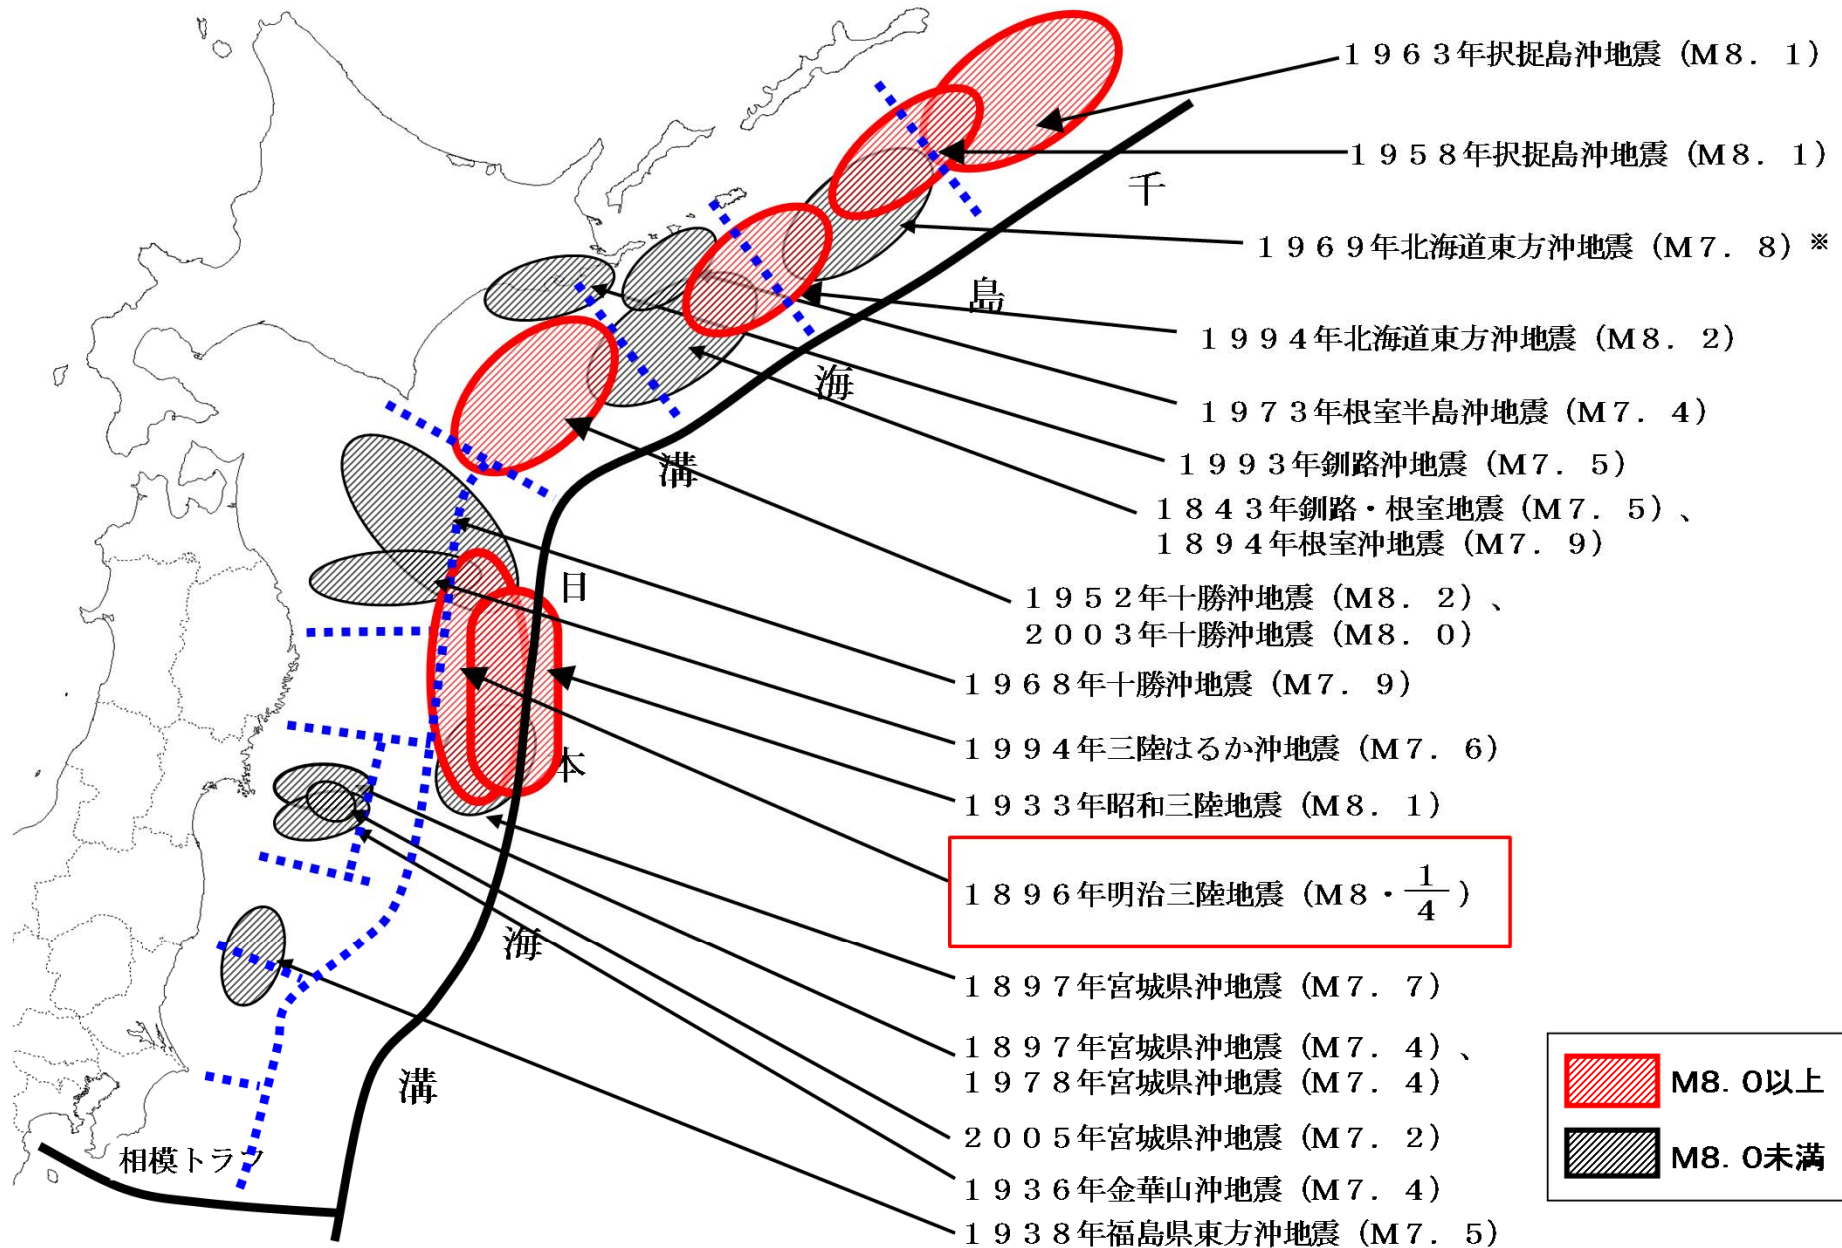 1963年択捉島沖地震（M8．1）
1958年択捉島沖地震（M8．1）
1969年北海道東方沖地震（M7．8）※
1994年北海道東方沖地震（M8．2）
1973年根室半島沖地震（M7．4）
1993年釧路沖地震（M7．5）
1843年釧路・根室地震（M7．5）、
1894年根室沖地震（M7．9）
1952年十勝沖地震（M8．2）、
2003年十勝沖地震（M8．0）
1968年十勝沖地震（M7．9）
1994年三陸はるか沖地震（M7．6）
1933年昭和三陸地震（M8．1）
1896年明治三陸地震（M8・1/4）
1897年宮城県沖地震（M7．7）
1897年宮城県沖地震（M7．4）、
1978年宮城県沖地震（M7．4）
2005年宮城県沖地震（M7．2）
1936年金華山沖地震（M7．4）
1938年福島県東方沖地震（M7．5）
千島海溝
日本海溝
相模トラフ
M8．0以上
M8．0未満